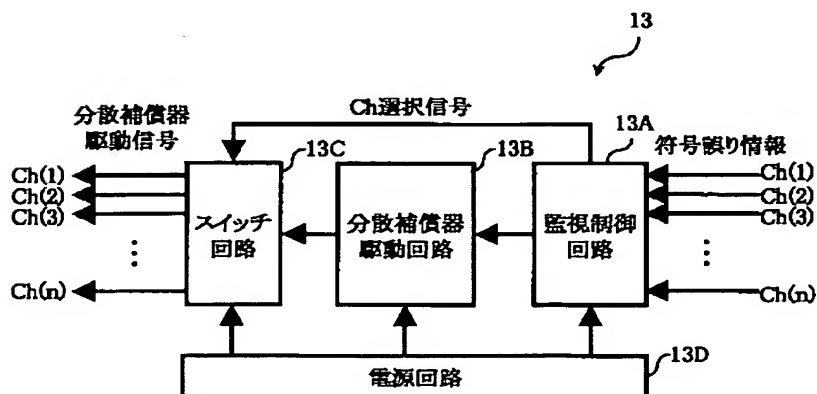 13
Ch選択信号
分散補償器
駆動信号
13C
13B
13A
符号誤り情報
Ch(1)
Ch(2)
Ch(3)
⋮
Ch(n)
スイッチ
回路
分散補償器
駆動回路
監視制御
回路
Ch(1)
Ch(2)
Ch(3)
⋮
Ch(n)
電源回路
13D